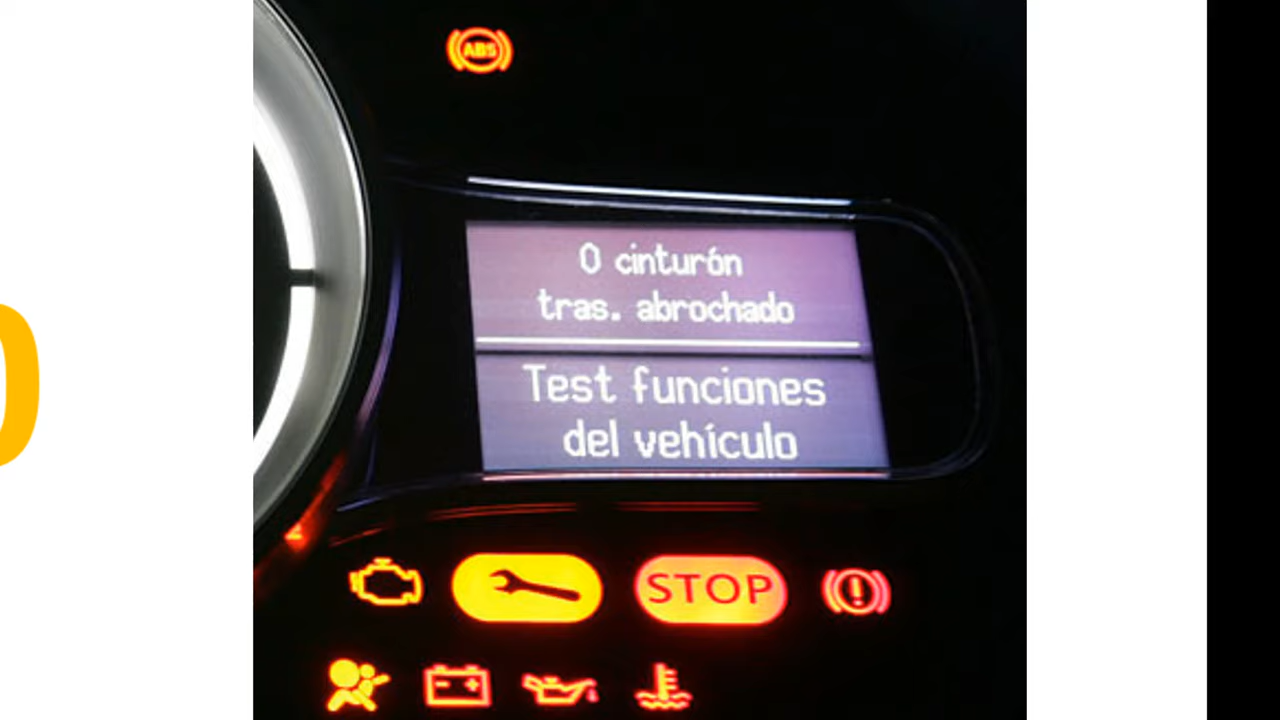 ABS
0 cinturón
tras. abrochado
Test funciones
del vehículo
STOP